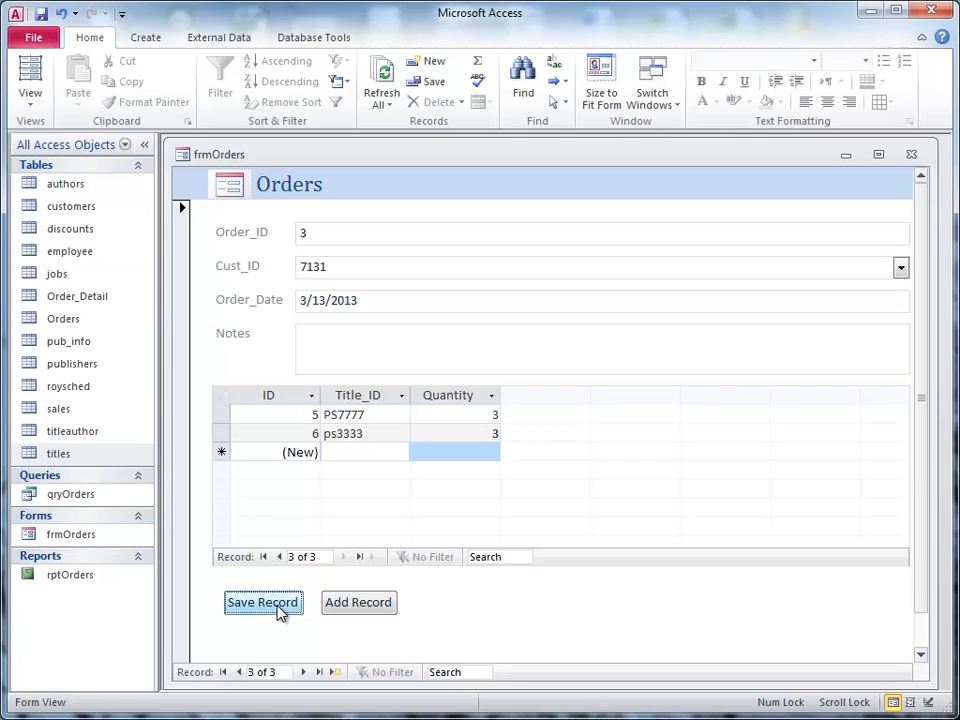 Microsoft Access
File
Home
Create
External Data
Database Tools
View
Paste
Cut
Copy
Format Painter
Filter
Ascending
Descending
Remove Sort
Refresh
All
New
Save
Delete
Find
Size to
Fit Form
Switch
Windows
Views
Clipboard
Sort & Filter
Records
Find
Window
Text Formatting
All Access Objects
Tables
authors
customers
discounts
employee
jobs
Order_Detail
Orders
pub_info
publishers
roysched
sales
titleauthor
titles
Queries
qryOrders
Forms
frmOrders
Reports
rptOrders
frmOrders
Orders
Order_ID 3
Cust_ID 7131
Order_Date 3/13/2013
Notes
ID Title_ID Quantity
5 PS7777 3
6 ps3333 3
* (New)
Record: 3 of 3 No Filter Search
Save Record Add Record
Record: 3 of 3 No Filter Search
Form View Num Lock Scroll Lock